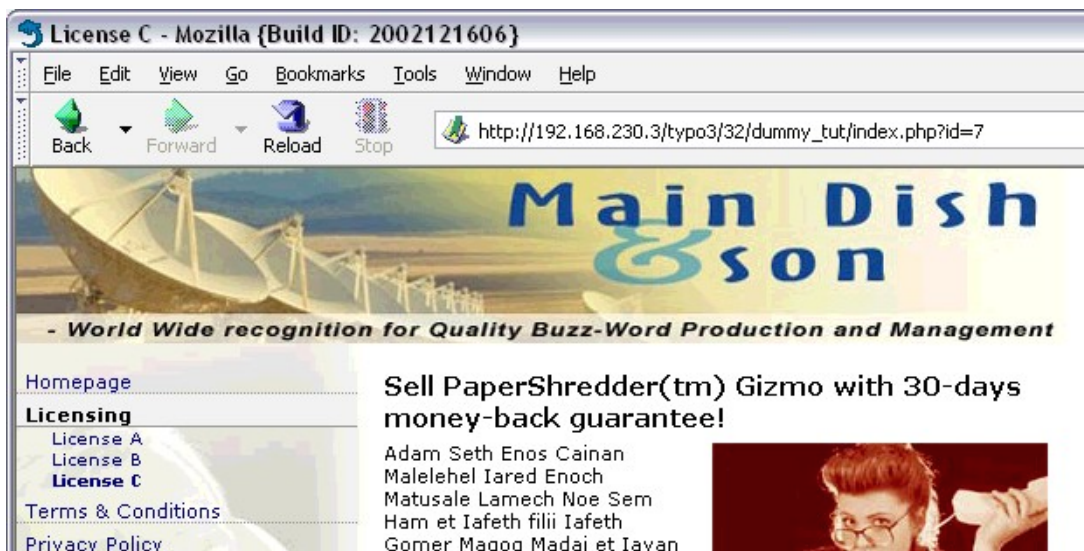 License C - Mozilla {Build ID: 2002121606}
File Edit View Go Bookmarks Tools Window Help
Back Forward Reload Stop http://192.168.230.3/typo3/32/dummy_tut/index.php?id=7
Main Dish
& son
- World Wide recognition for Quality Buzz-Word Production and Management
Homepage
Licensing
License A
License B
License C
Terms & Conditions
Privacy Policy
Sell PaperShredder(tm) Gizmo with 30-days
money-back guarantee!
Adam Seth Enos Cainan
Malelehel Iared Enoch
Matusale Lamech Noe Sem
Ham et Iafeth filii Iafeth
Gomer Magog Madai et Iavan